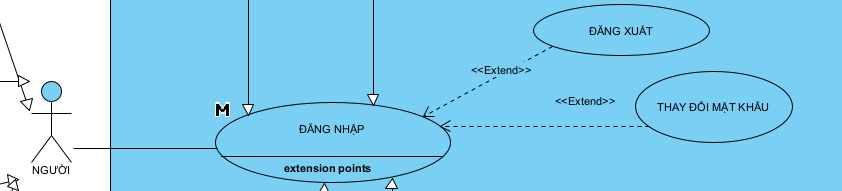 ĐĂNG XUẤT
<<Extend>>
<<Extend>>
THAY ĐỔI MẬT KHẨU
M
ĐĂNG NHẬP
extension points
NGƯỜI